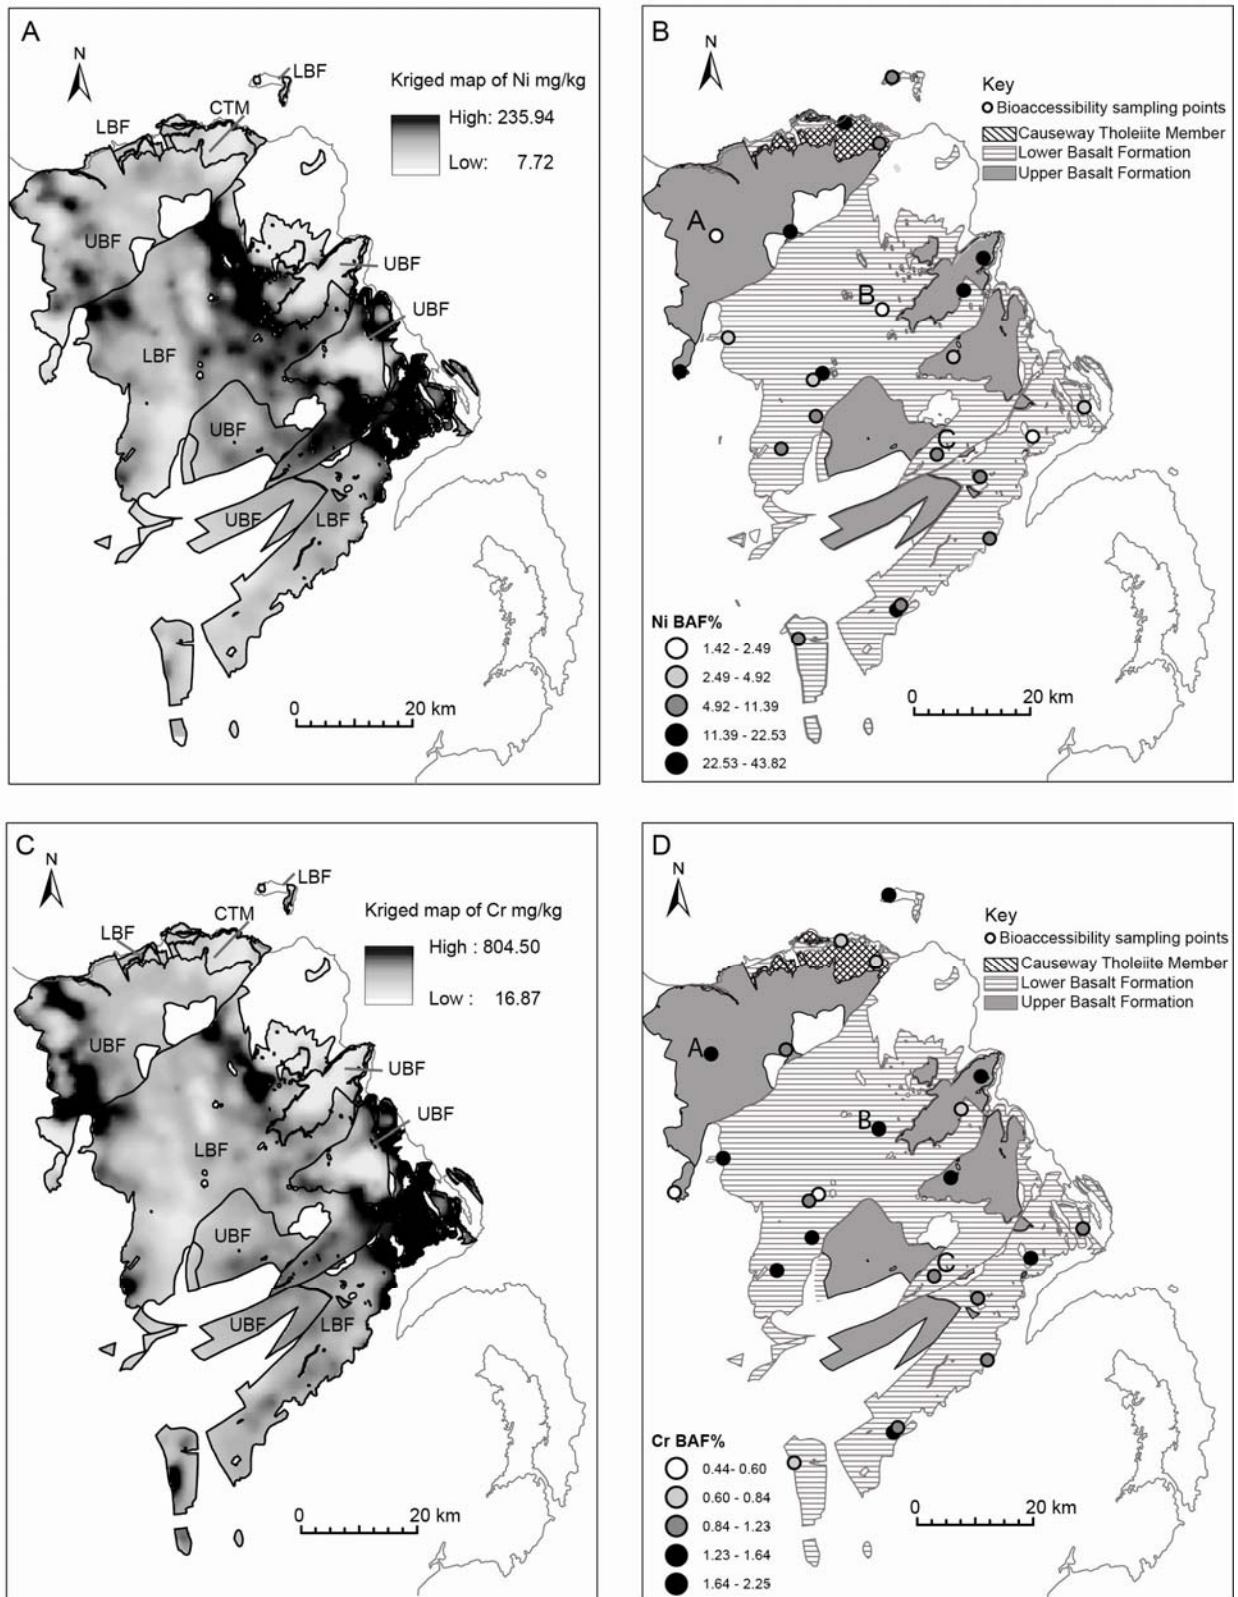 A
N
LBF
Kriged map of Ni mg/kg
High: 235.94
Low: 7.72
CTM
LBF
UBF
UBF
UBF
LBF
UBF
UBF
LBF
0
20 km
B
N
Key
Bioaccessibility sampling points
Causeway Tholeiite Member
Lower Basalt Formation
Upper Basalt Formation
A
B
C
Ni BAF%
1.42 - 2.49
2.49 - 4.92
4.92 - 11.39
11.39 - 22.53
22.53 - 43.82
0
20 km
C
N
LBF
Kriged map of Cr mg/kg
High : 804.50
Low : 16.87
CTM
LBF
UBF
UBF
UBF
LBF
UBF
UBF
LBF
0
20 km
D
N
Key
Bioaccessibility sampling points
Causeway Tholeiite Member
Lower Basalt Formation
Upper Basalt Formation
A
B
C
Cr BAF%
0.44- 0.60
0.60 - 0.84
0.84 - 1.23
1.23 - 1.64
1.64 - 2.25
0
20 km